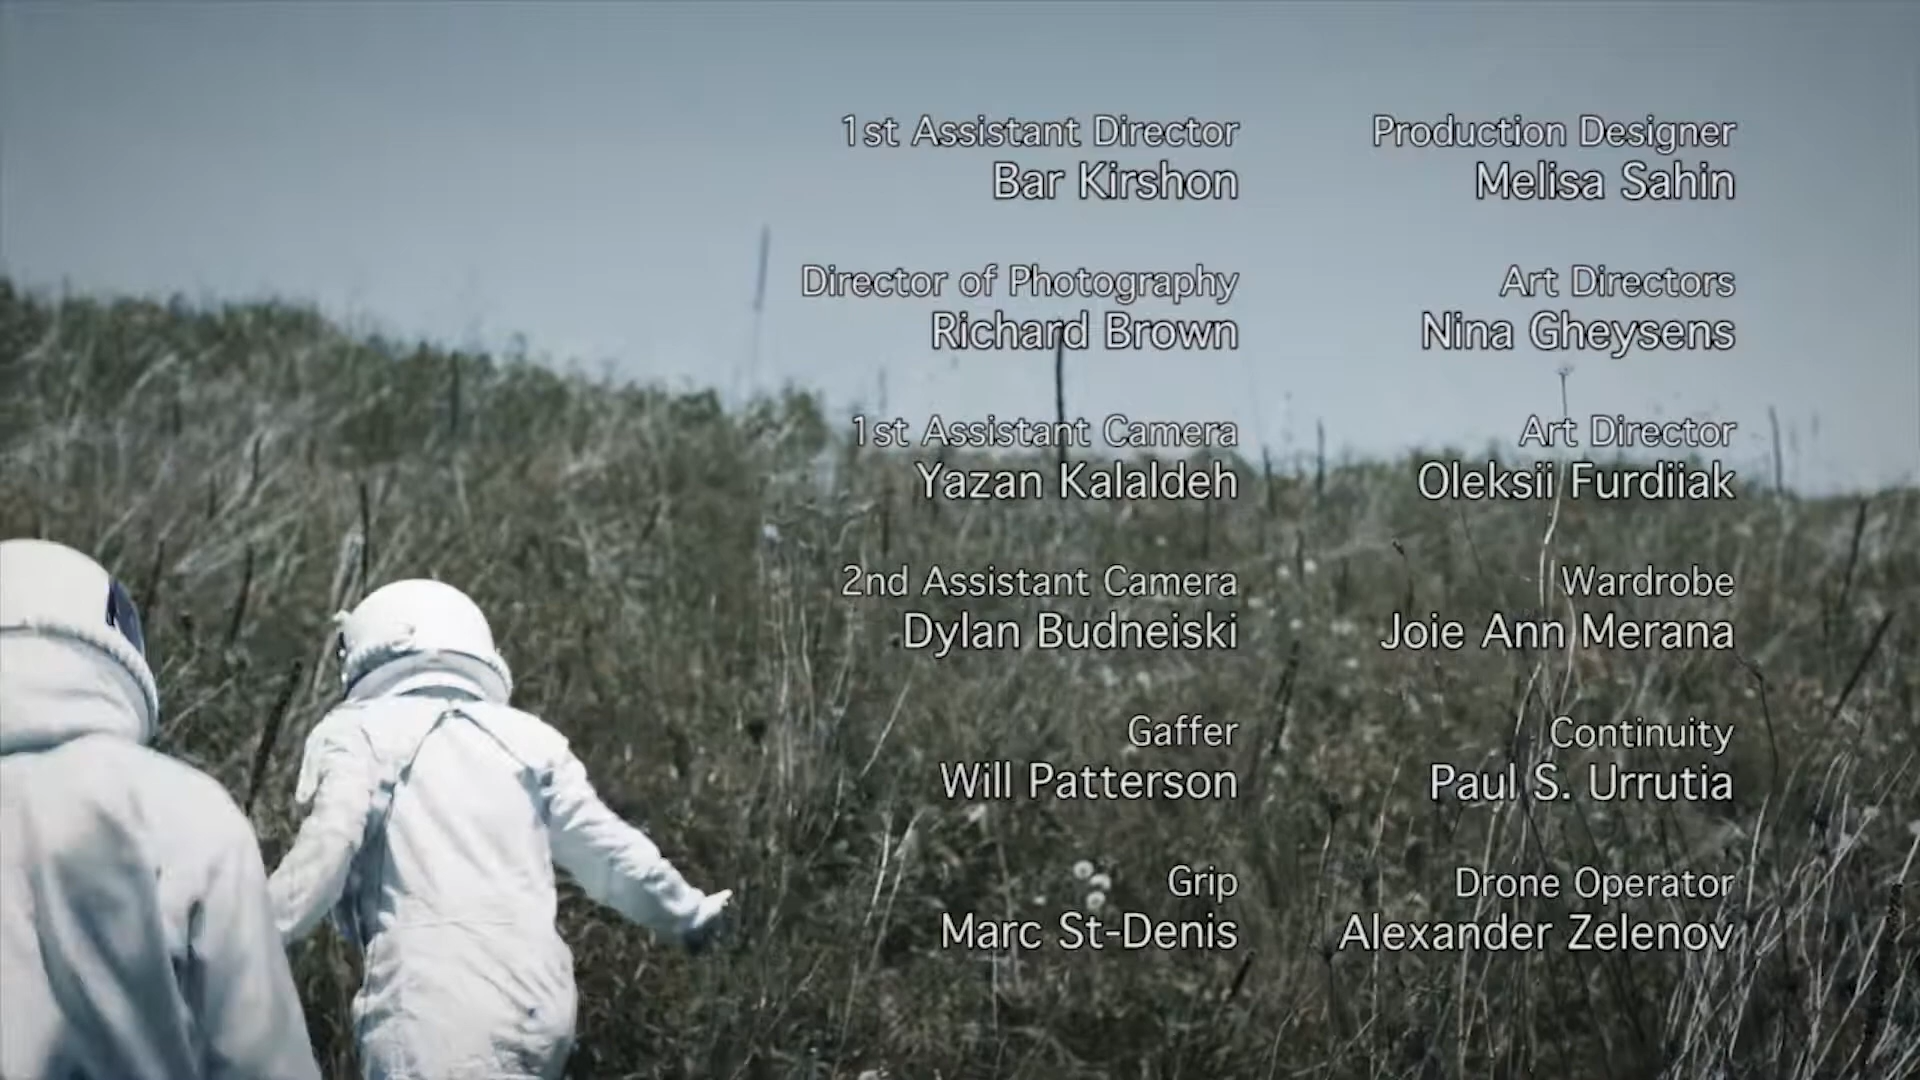 1st Assistant Director
Bar Kirshon
Director of Photography
Richard Brown
1st Assistant Camera
Yazan Kalaldeh
2nd Assistant Camera
Dylan Budneiski
Gaffer
Will Patterson
Grip
Marc St-Denis
Production Designer
Melisa Sahin
Art Directors
Nina Gheysens
Art Director
Oleksii Furdiiak
Wardrobe
Joie Ann Merana
Continuity
Paul S. Urrutia
Drone Operator
Alexander Zelenov